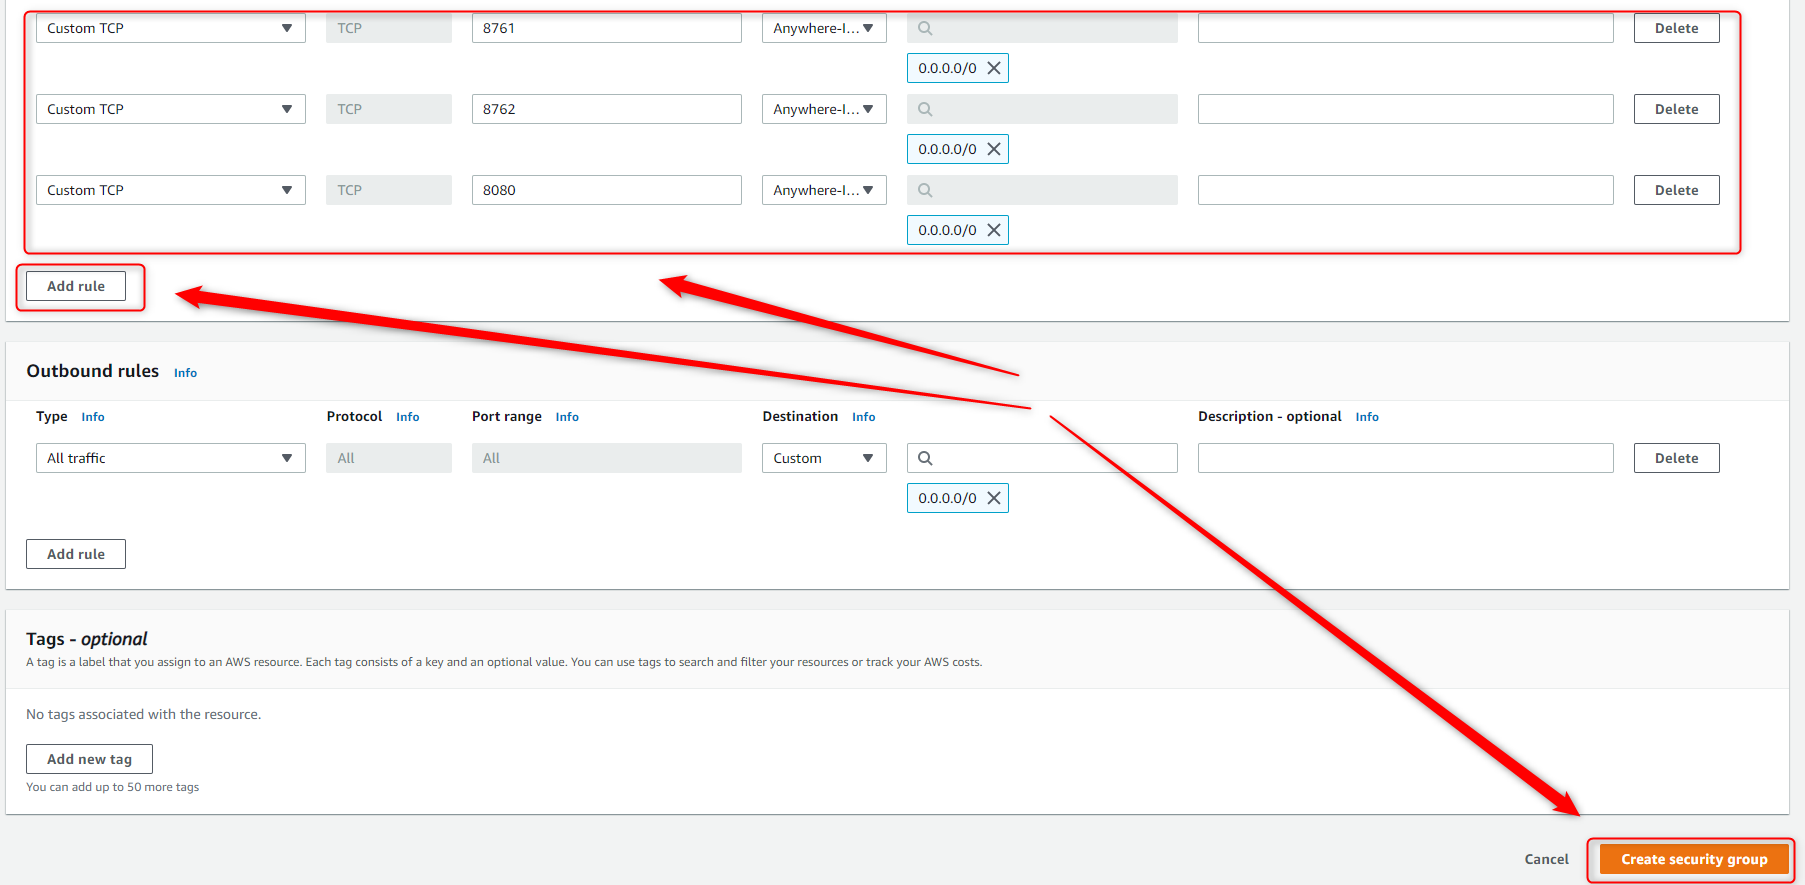 Custom TCP TCP 8761 Anywhere-I... Delete
0.0.0.0/0
Custom TCP TCP 8762 Anywhere-I... Delete
0.0.0.0/0
Custom TCP TCP 8080 Anywhere-I... Delete
0.0.0.0/0
Add rule
Outbound rules Info
Type Info Protocol Info Port range Info Destination Info Description - optional Info
All traffic All All Custom Delete
0.0.0.0/0
Add rule
Tags - optional
A tag is a label that you assign to an AWS resource. Each tag consists of a key and an optional value. You can use tags to search and filter your resources or track your AWS costs.
No tags associated with the resource.
Add new tag
You can add up to 50 more tags
Cancel Create security group